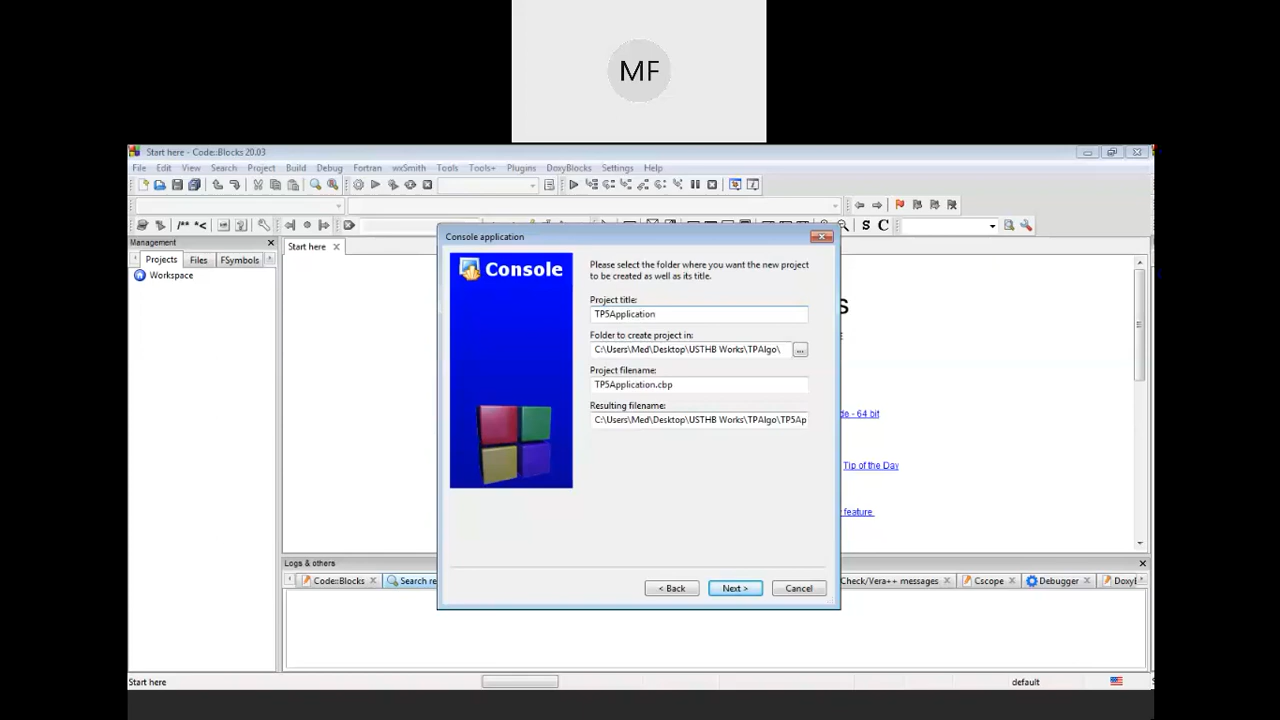 MF
Start here - Code::Blocks 20.03
File Edit View Search Project Build Debug Fortran wxSmith Tools Tools+ Plugins DoxyBlocks Settings Help
/** *<
S C
Management
Projects Files FSymbols
Workspace
Start here
Console application
Console
Please select the folder where you want the new project
to be created as well as its title.
Project title:
TP5Application
Folder to create project in:
C:\Users\Med\Desktop\USTHB Works\TPAlgo\
...
Project filename:
TP5Application.cbp
Resulting filename:
C:\Users\Med\Desktop\USTHB Works\TPAlgo\TP5Ap
< Back Next > Cancel
s
de - 64 bit
Tip of the Day
feature
Logs & others
Code::Blocks Search re Check/Vera++ messages Cscope Debugger DoxyB
Start here default